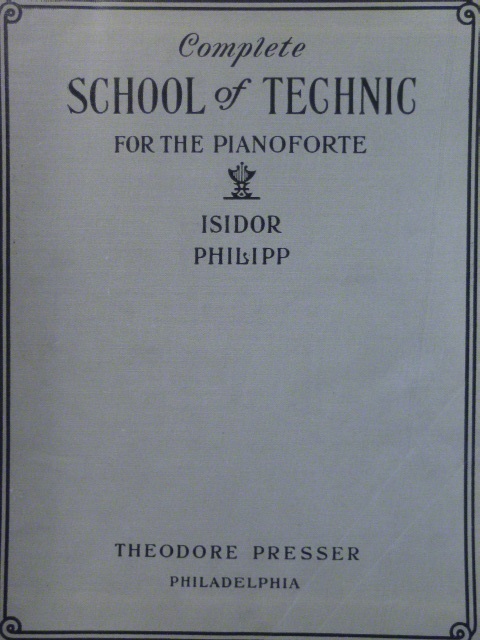 Complete
SCHOOL of TECHNIC
FOR THE PIANOFORTE
ISIDOR
PHILIPP
THEODORE PRESSER
PHILADELPHIA